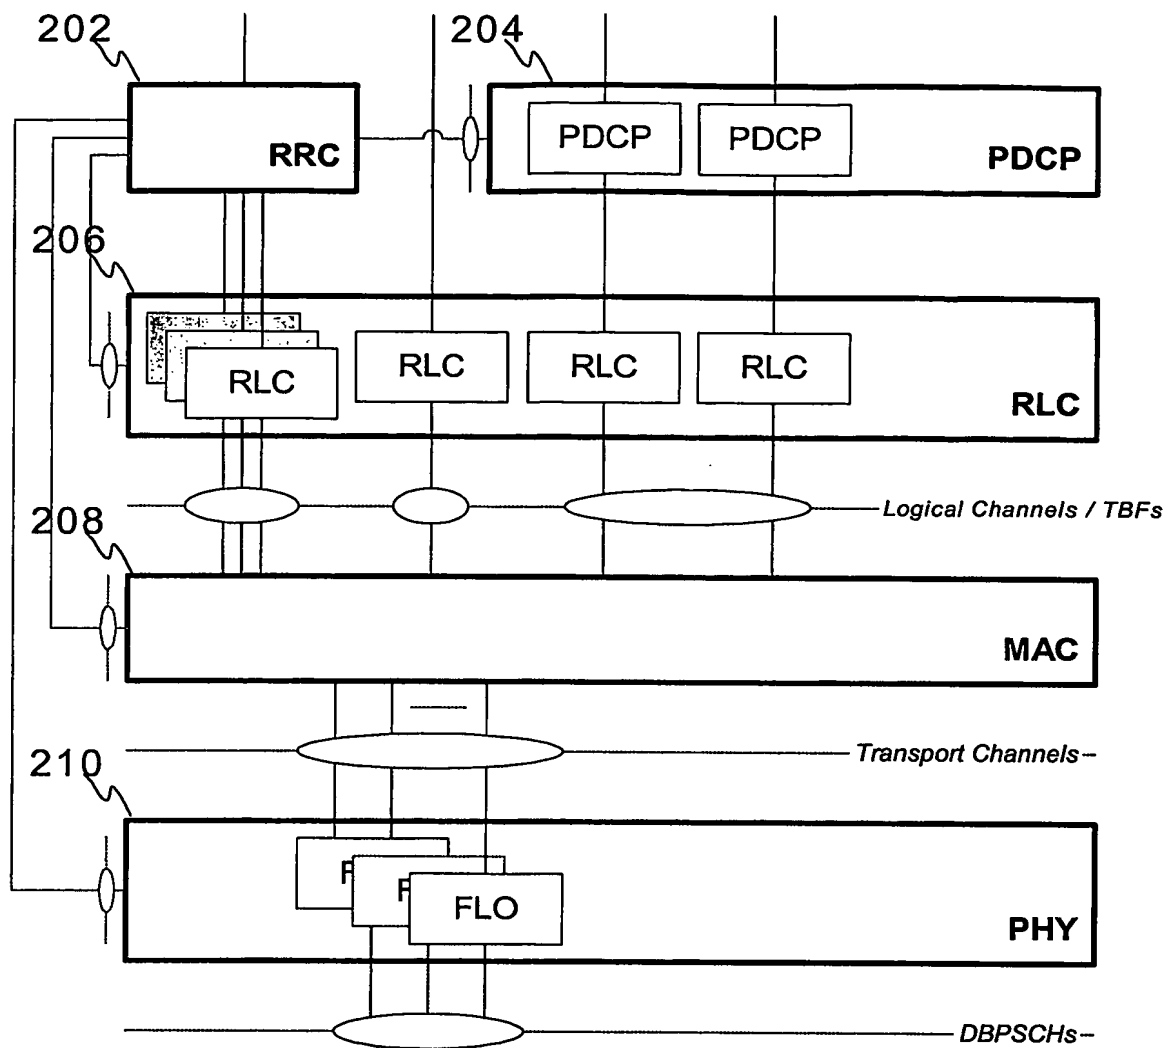 202
204
RRC
PDCP
PDCP
PDCP
206
RLC
RLC
RLC
RLC
RLC
Logical Channels / TBFs
208
MAC
Transport Channels
210
F
F
FLO
PHY
DBPSCHs